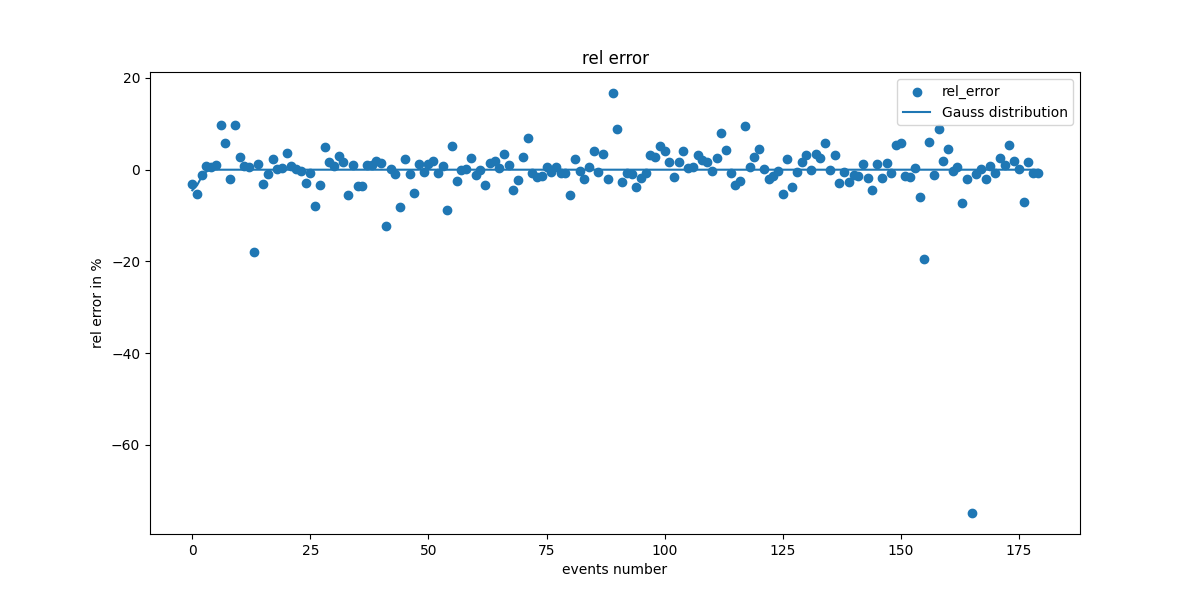 rel error
rel_error
Gauss distribution
20
0
−20
−40
−60
rel error in %
0 25 50 75 100 125 150 175
events number